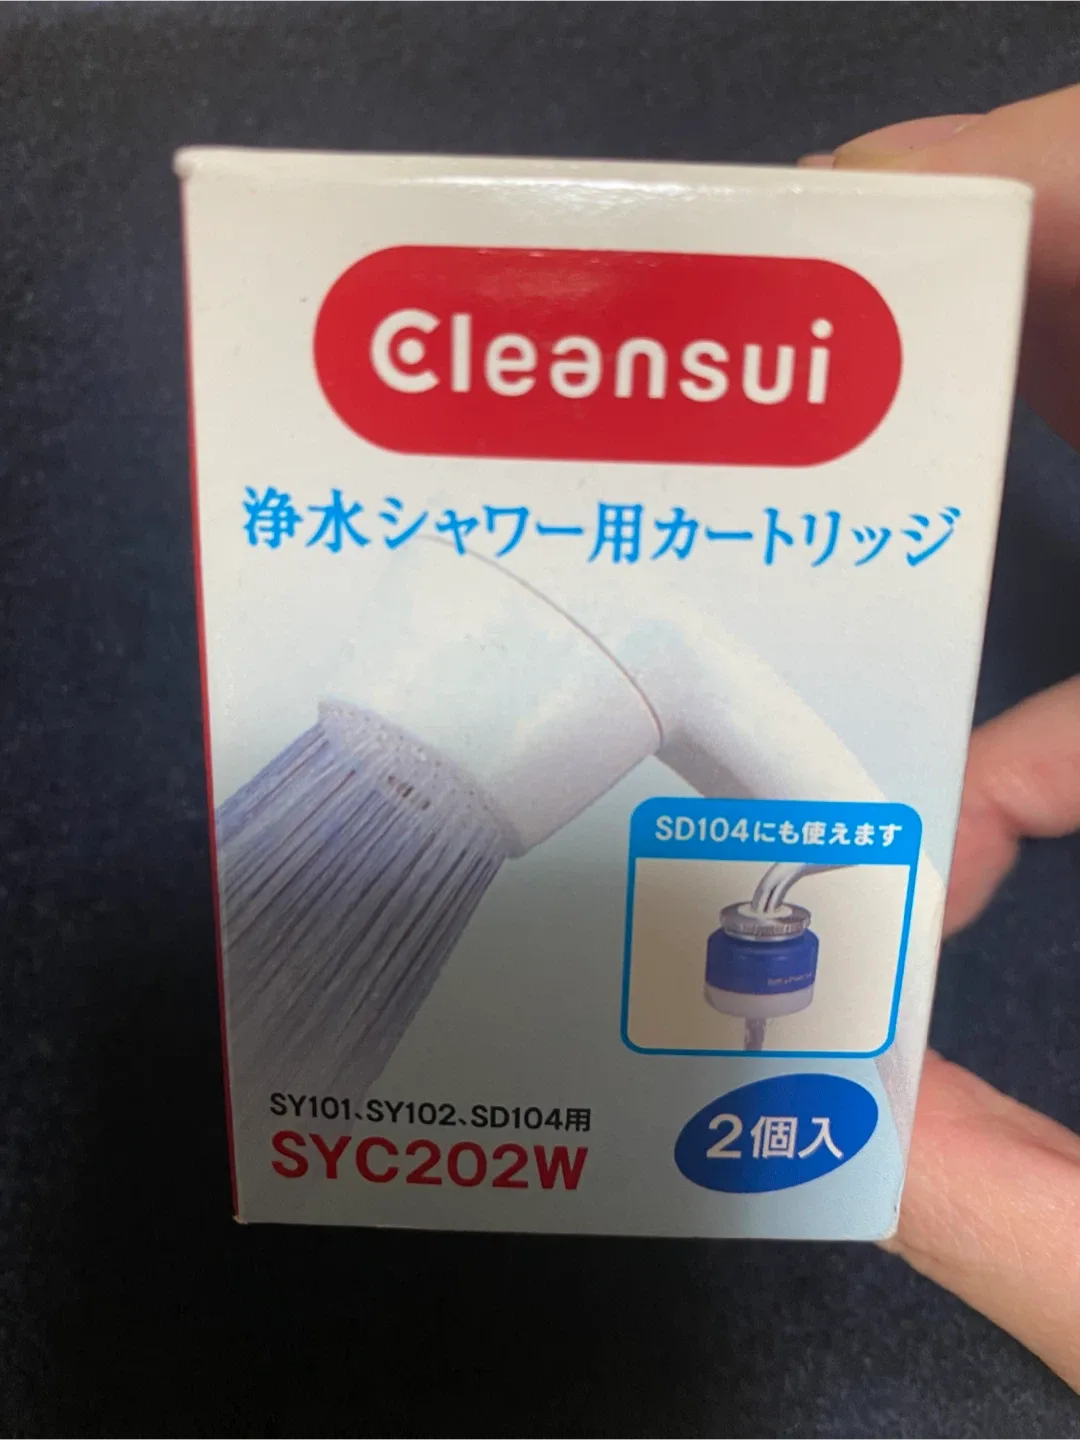 Cleansui
浄水シャワー用カートリッジ
SD104にも使えます
SY101、SY102、SD104用
SYC202W
2個入